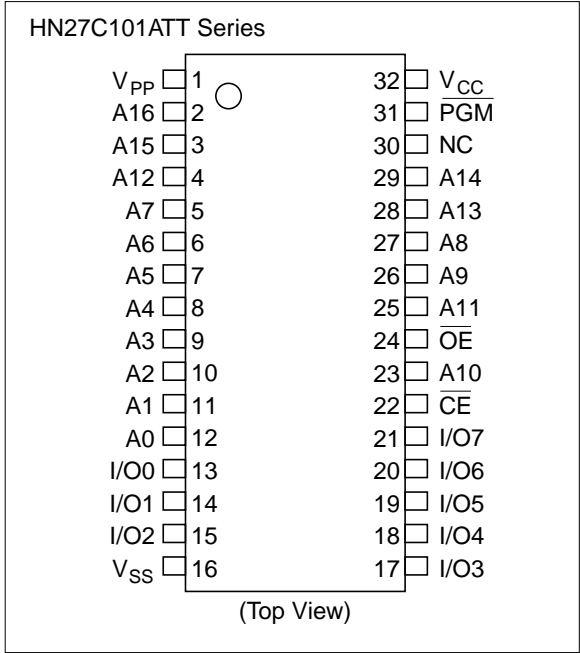 HN27C101ATT Series
VPP 1 32 VCC
A16 2 31 PGM
A15 3 30 NC
A12 4 29 A14
A7 5 28 A13
A6 6 27 A8
A5 7 26 A9
A4 8 25 A11
A3 9 24 OE
A2 10 23 A10
A1 11 22 CE
A0 12 21 I/O7
I/O0 13 20 I/O6
I/O1 14 19 I/O5
I/O2 15 18 I/O4
VSS 16 17 I/O3
(Top View)